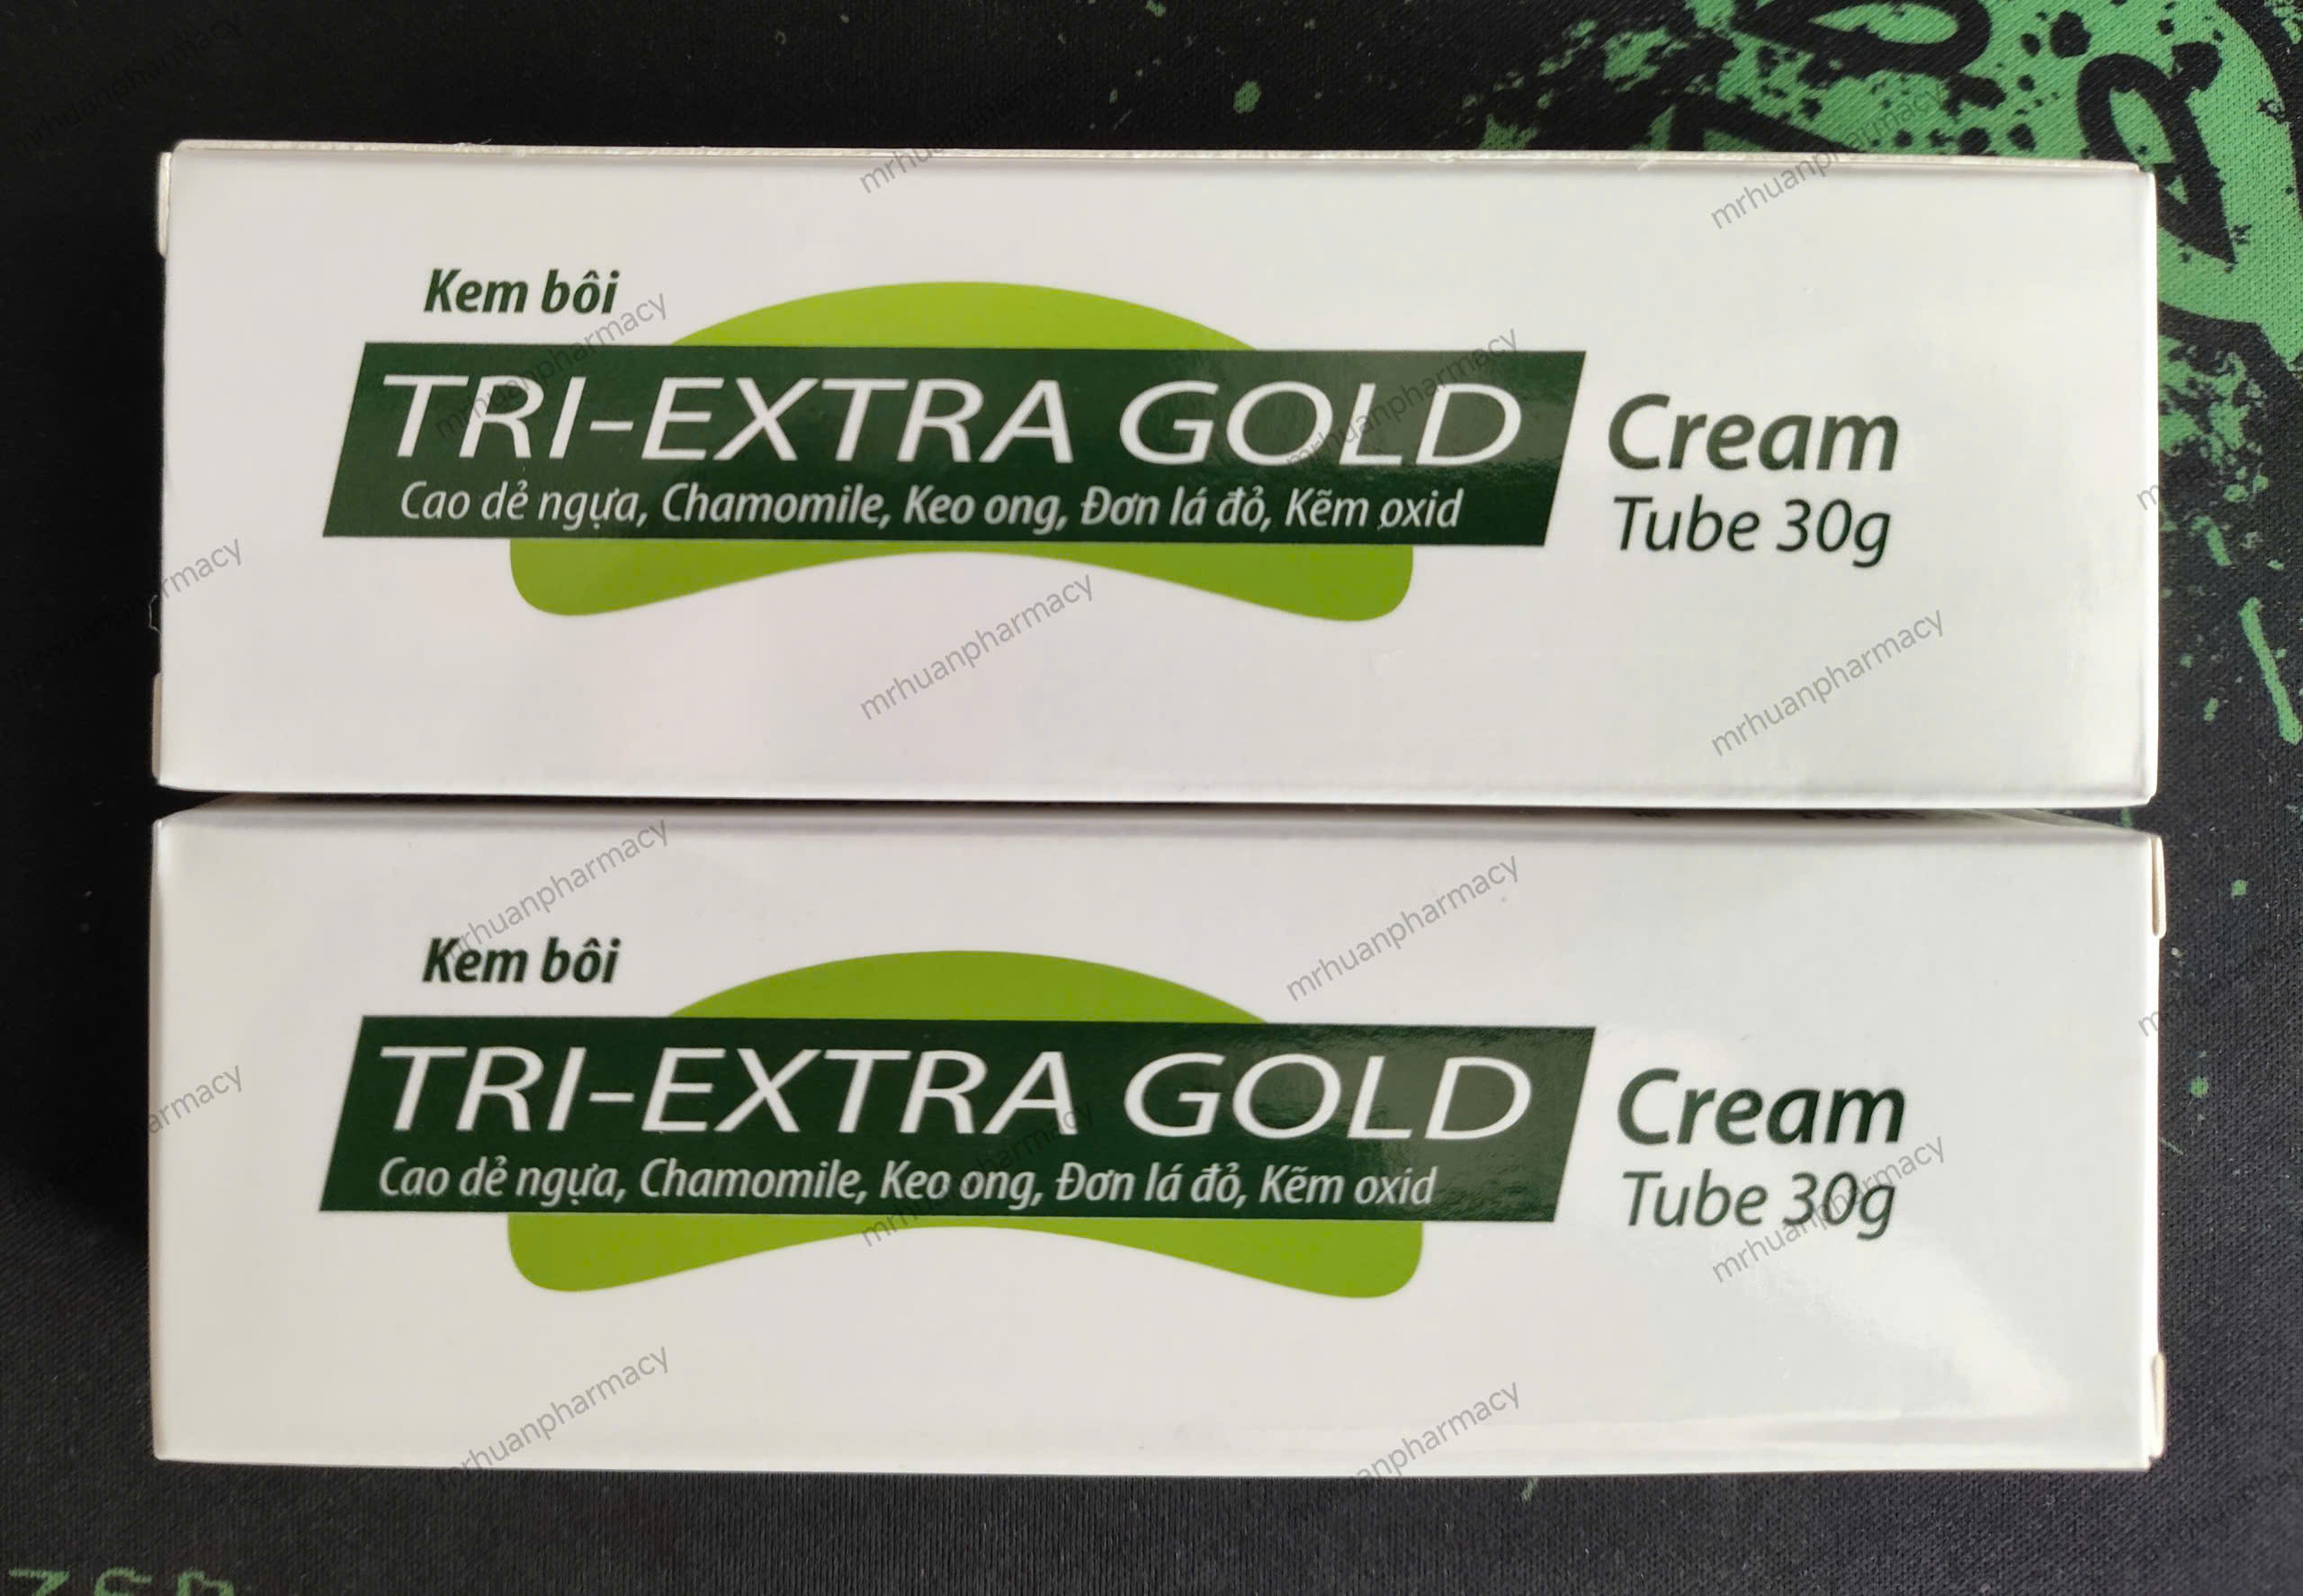 Kem bôi
TRI-EXTRA GOLD
Cao dẻ ngựa, Chamomile, Keo ong, Đơn lá đỏ, Kẽm oxid
Cream
Tube 30g
Kem bôi
TRI-EXTRA GOLD
Cao dẻ ngựa, Chamomile, Keo ong, Đơn lá đỏ, Kẽm oxid
Cream
Tube 30g
mrhuanpharmacy